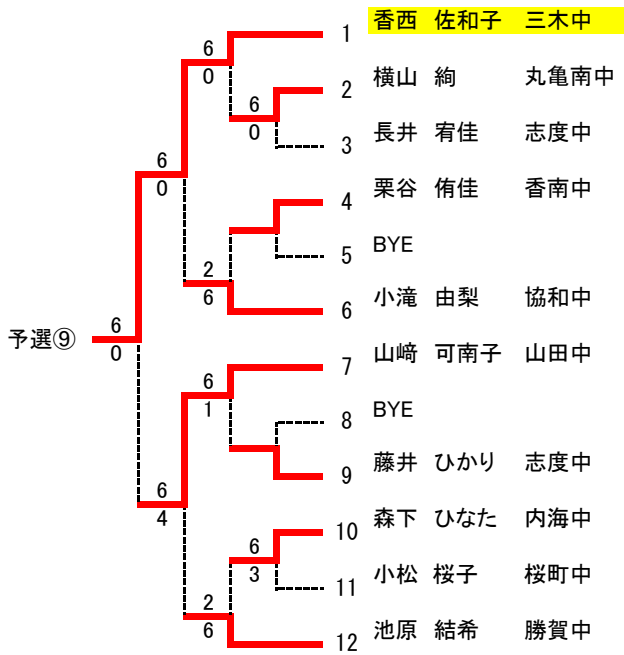 1 香西 佐和子 三木中
6
0
2 横山 絢 丸亀南中
6
0
3 長井 宥佳 志度中
6
0
4 栗谷 侑佳 香南中
5 BYE
2
6
6 小滝 由梨 協和中
予選⑨
6
0
7 山﨑 可南子 山田中
6
1
8 BYE
9 藤井 ひかり 志度中
6
4
10 森下 ひなた 内海中
6
3
11 小松 桜子 桜町中
2
6
12 池原 結希 勝賀中